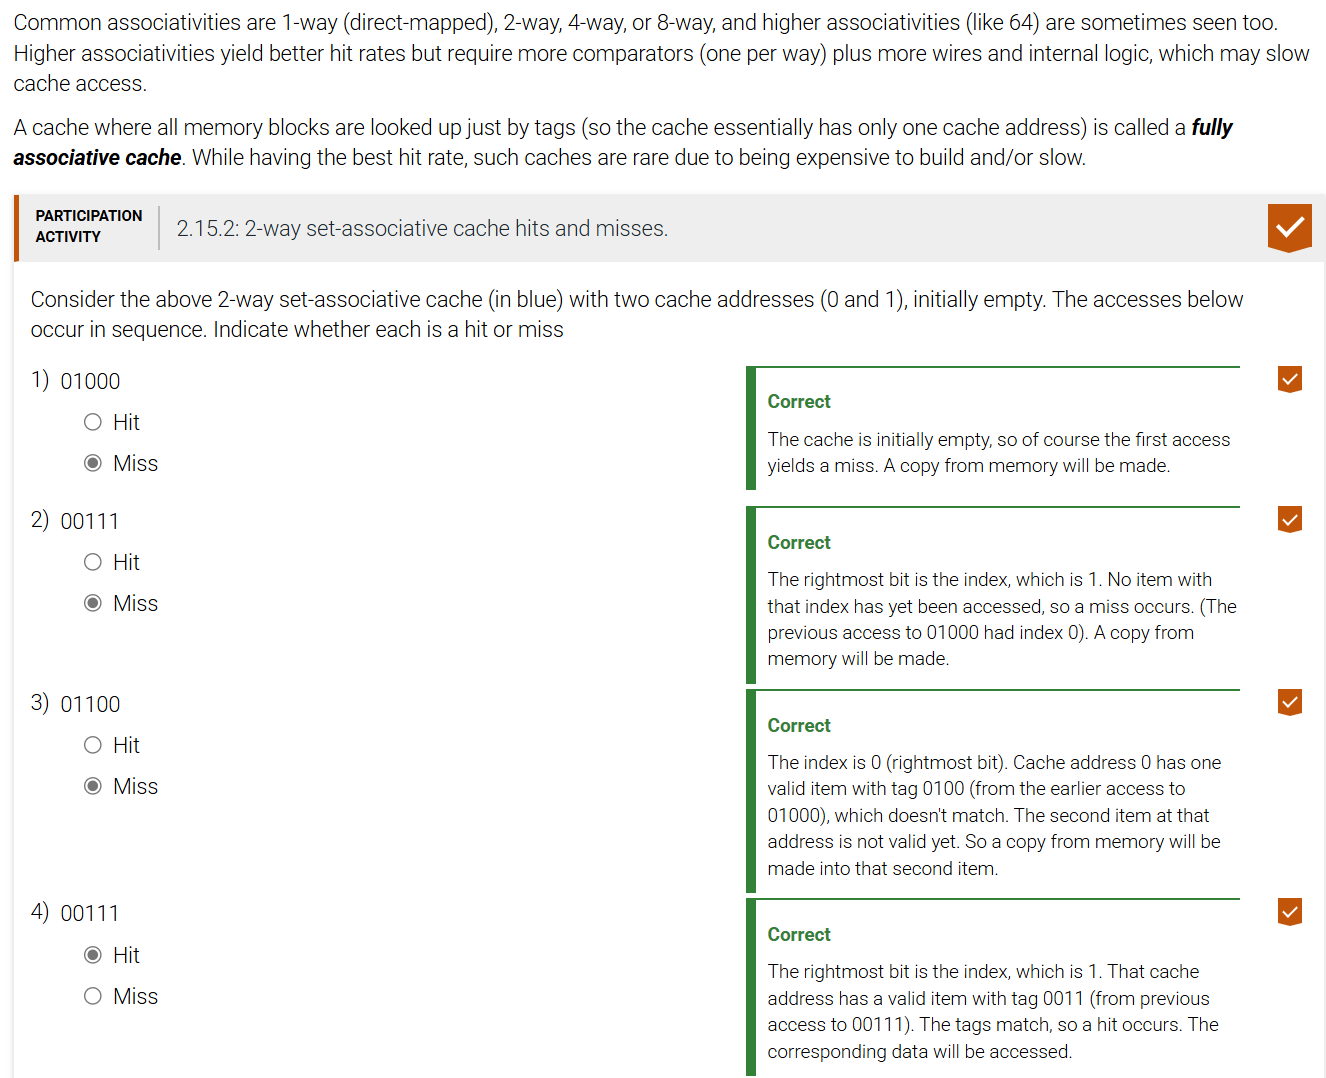 Common associativities are 1-way (direct-mapped), 2-way, 4-way, or 8-way, and higher associativities (like 64) are sometimes seen too.
Higher associativities yield better hit rates but require more comparators (one per way) plus more wires and internal logic, which may slow
cache access.
A cache where all memory blocks are looked up just by tags (so the cache essentially has only one cache address) is called a fully
associative cache. While having the best hit rate, such caches are rare due to being expensive to build and/or slow.
PARTICIPATION
ACTIVITY
2.15.2: 2-way set-associative cache hits and misses.
Consider the above 2-way set-associative cache (in blue) with two cache addresses (0 and 1), initially empty. The accesses below
occur in sequence. Indicate whether each is a hit or miss
1) 01000
Hit
Miss
Correct
The cache is initially empty, so of course the first access
yields a miss. A copy from memory will be made.
2) 00111
Hit
Miss
Correct
The rightmost bit is the index, which is 1. No item with
that index has yet been accessed, so a miss occurs. (The
previous access to 01000 had index 0). A copy from
memory will be made.
3) 01100
Hit
Miss
Correct
The index is 0 (rightmost bit). Cache address 0 has one
valid item with tag 0100 (from the earlier access to
01000), which doesn't match. The second item at that
address is not valid yet. So a copy from memory will be
made into that second item.
4) 00111
Hit
Miss
Correct
The rightmost bit is the index, which is 1. That cache
address has a valid item with tag 0011 (from previous
access to 00111). The tags match, so a hit occurs. The
corresponding data will be accessed.